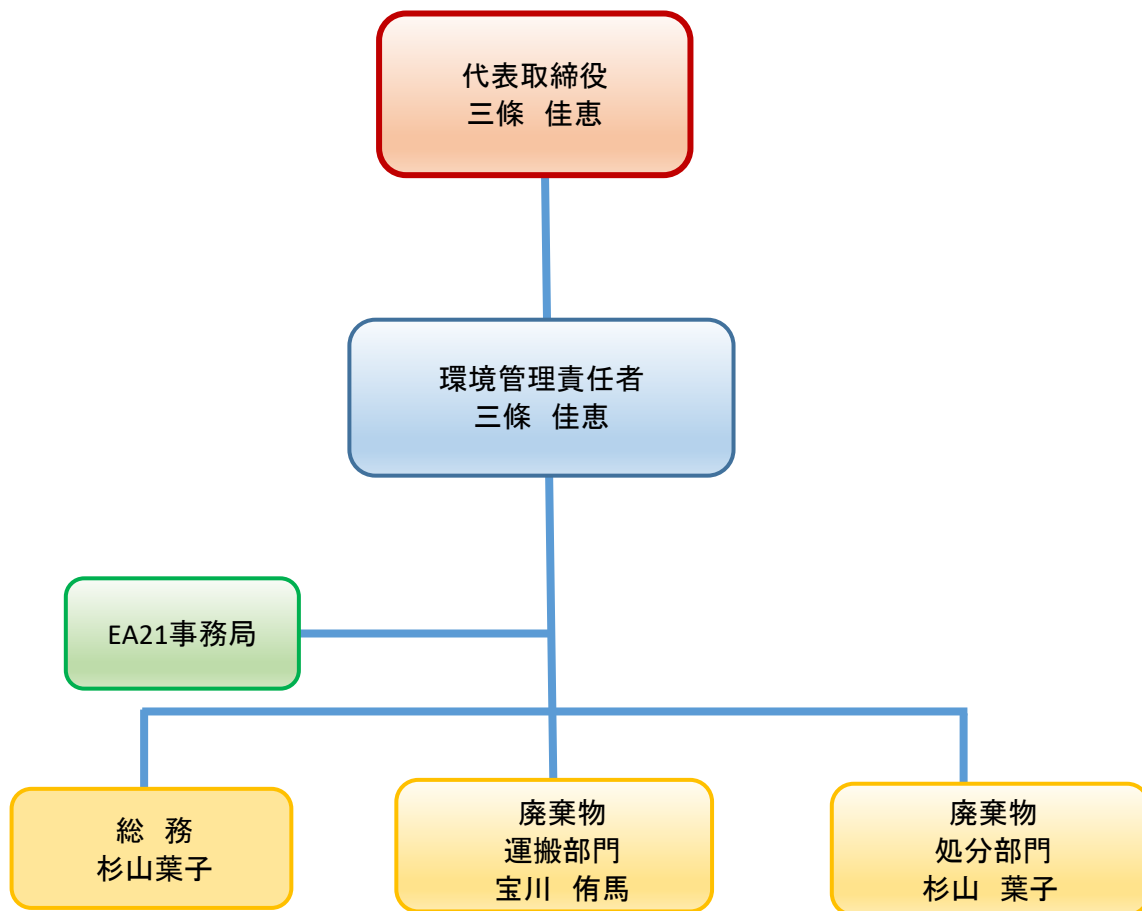 代表取締役
三條 佳恵
環境管理責任者
三條 佳恵
EA21事務局
総 務
杉山葉子
廃棄物
運搬部門
宝川 侑馬
廃棄物
処分部門
杉山 葉子